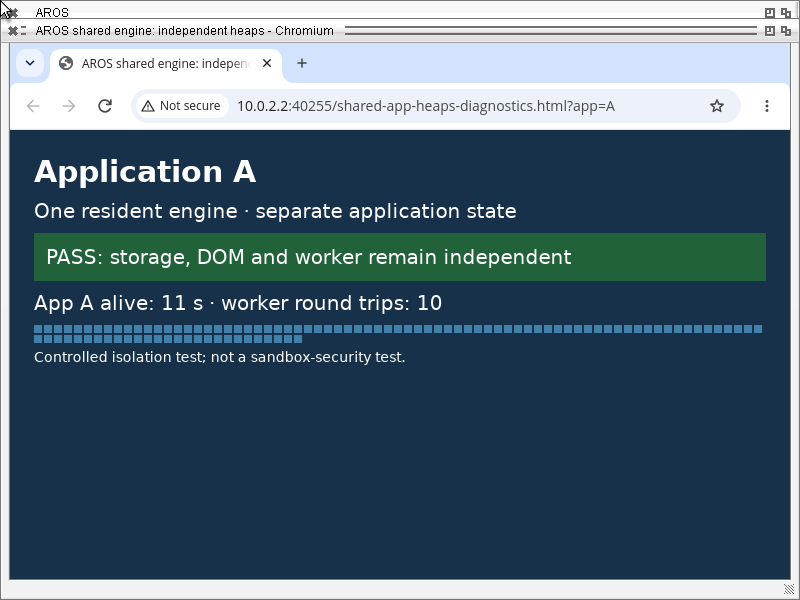 AROS
AROS shared engine: independent heaps - Chromium
AROS shared engine: indepen
Not secure
10.0.2.2:40255/shared-app-heaps-diagnostics.html?app=A
Application A
One resident engine · separate application state
PASS: storage, DOM and worker remain independent
App A alive: 11 s · worker round trips: 10
Controlled isolation test; not a sandbox-security test.